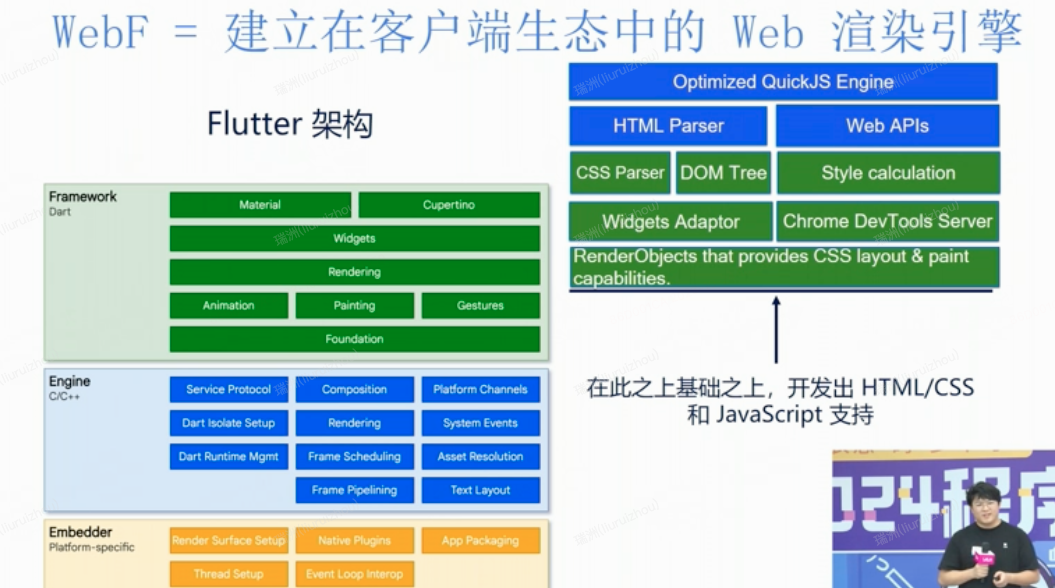 WebF = 建立在客户端生态中的 Web 渲染引擎
Flutter 架构
Framework
Dart
Material
Cupertino
Widgets
Rendering
Animation
Painting
Gestures
Foundation
Engine
C/C++
Service Protocol
Composition
Platform Channels
Dart Isolate Setup
Rendering
System Events
Dart Runtime Mgmt
Frame Scheduling
Asset Resolution
Frame Pipelining
Text Layout
Embedder
Platform-specific
Render Surface Setup
Native Plugins
App Packaging
Thread Setup
Event Loop Interop
Optimized QuickJS Engine
HTML Parser
Web APIs
CSS Parser
DOM Tree
Style calculation
Widgets Adaptor
Chrome DevTools Server
RenderObjects that provides CSS layout & paint
capabilities.
在此之上基础之上，开发出 HTML/CSS
和 JavaScript 支持
瑞洲(liuruizhou)
2024程序